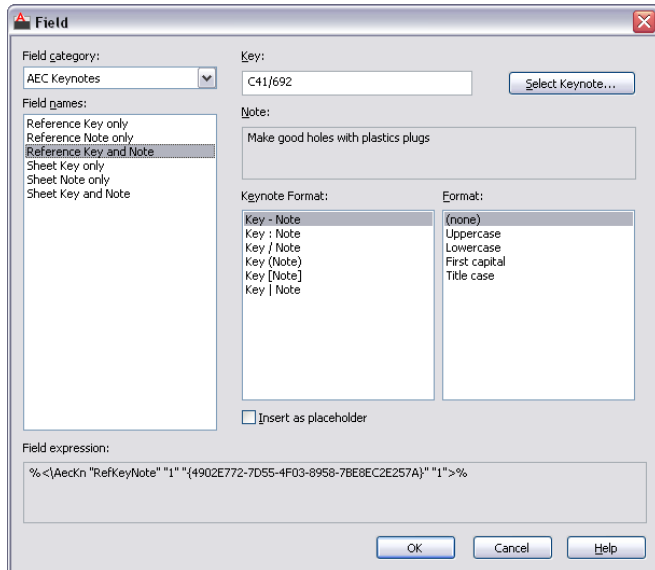 Field
Field category:
AEC Keynotes
Field names:
Reference Key only
Reference Note only
Reference Key and Note
Sheet Key only
Sheet Note only
Sheet Key and Note
Key:
C41/692
Select Keynote...
Note:
Make good holes with plastics plugs
Keynote Format:
Key - Note
Key : Note
Key / Note
Key (Note)
Key [Note]
Key | Note
Format:
(none)
Uppercase
Lowercase
First capital
Title case
Insert as placeholder
Field expression:
%<\AecKn "RefKeyNote" "1" "{4902E772-7D55-4F03-8958-7BE8EC2E257A}" "1">%
OK
Cancel
Help